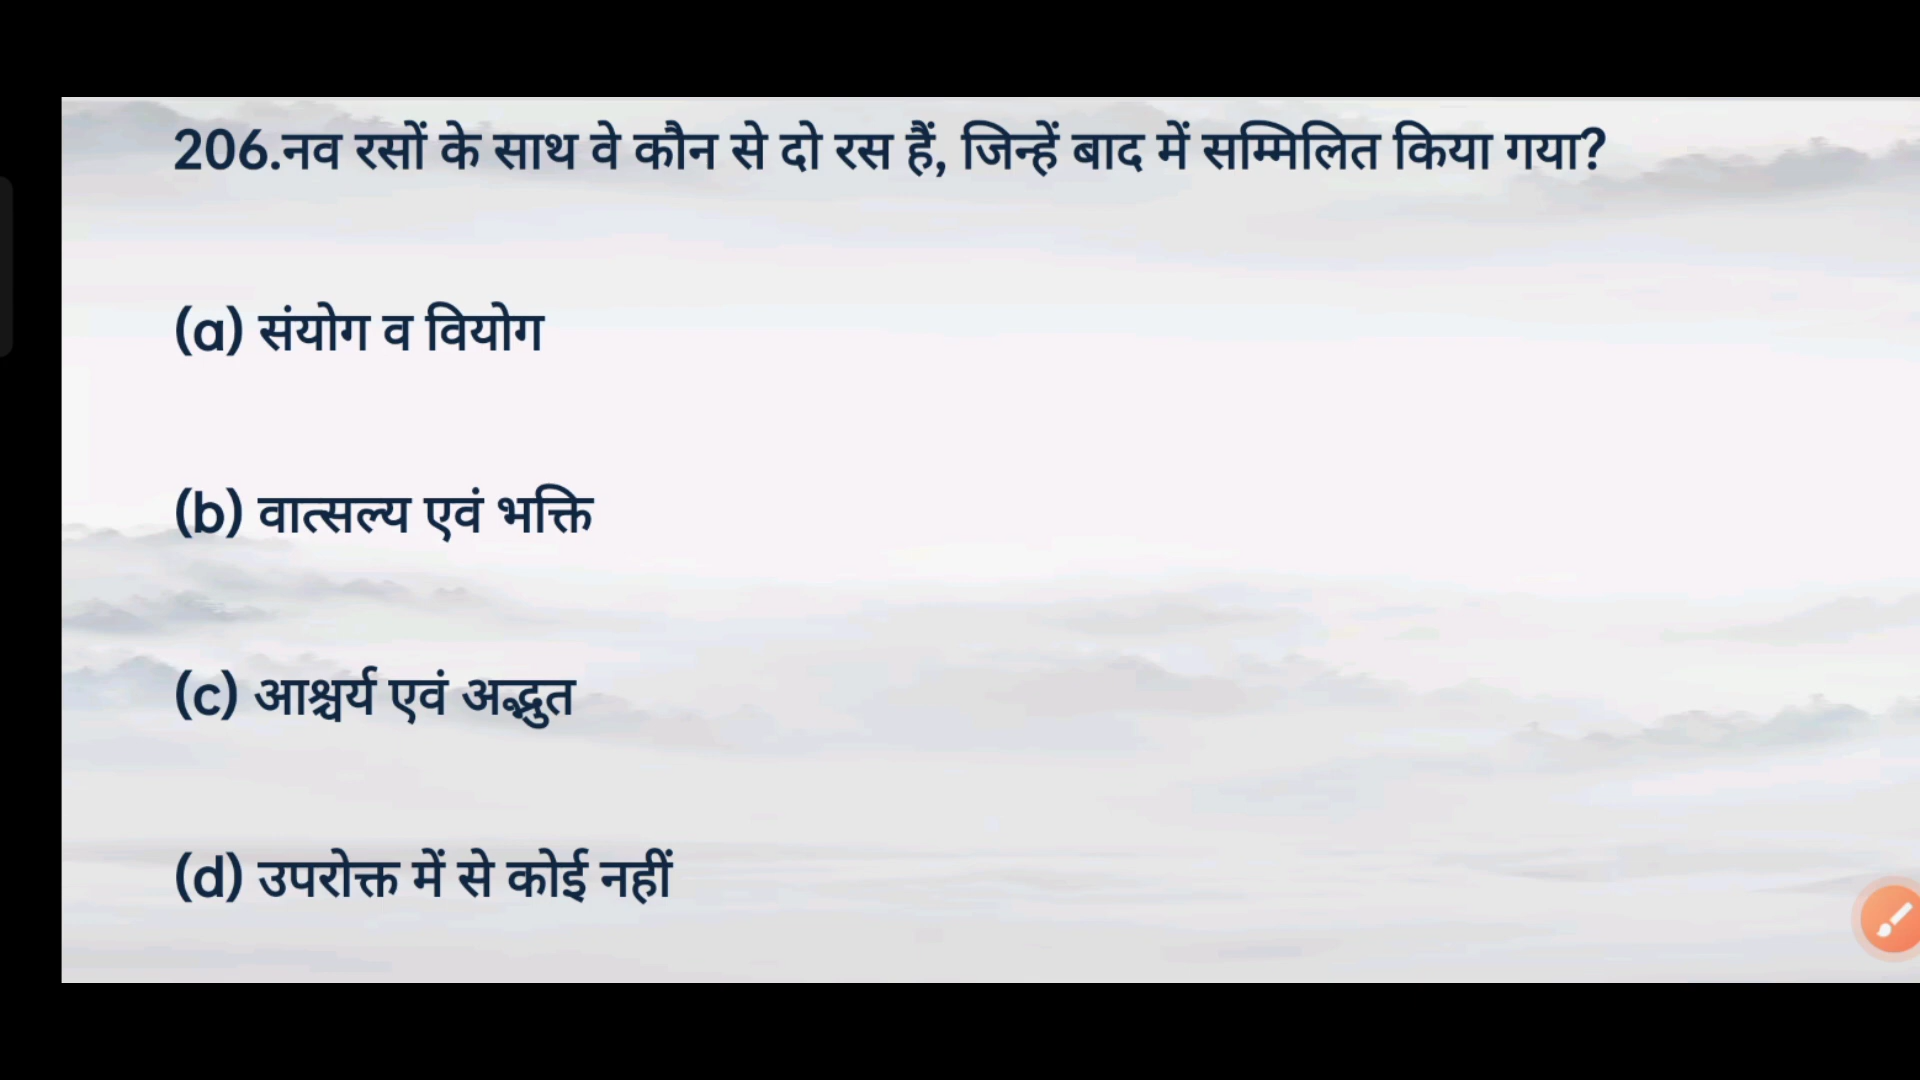 206.नव रसों के साथ वे कौन से दो रस हैं, जिन्हें बाद में सम्मिलित किया गया?
(a) संयोग व वियोग
(b) वात्सल्य एवं भक्ति
(c) आश्चर्य एवं अद्भुत
(d) उपरोक्त में से कोई नहीं